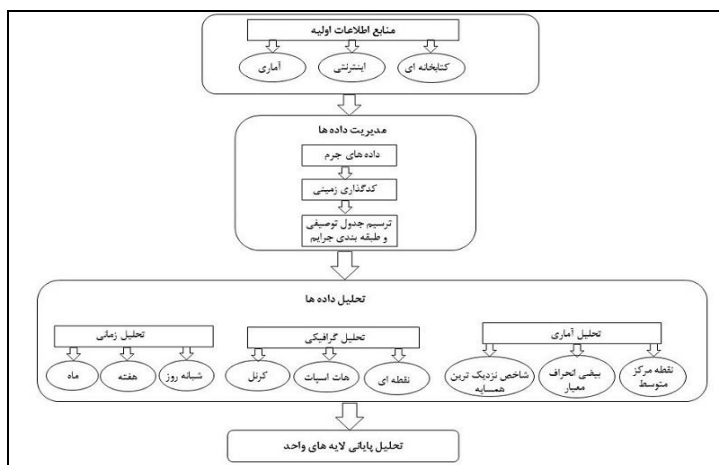 منابع اطلاعات اولیه
کتابخانه ای
اینترنتی
آماری
مدیریت داده ها
داده های جرم
کدگذاری زمینی
ترسیم جدول توصیفی
و طبقه بندی جرایم
تحلیل داده ها
تحلیل آماری
تحلیل گرافیکی
تحلیل زمانی
نقطه مرکز
متوسط
بیضی انحراف
معیار
شاخص نزدیک ترین
همسایه
نقطه ای
هات اسپات
کرنل
شبانه روز
هفته
ماه
تحلیل پایانی لایه های واحد